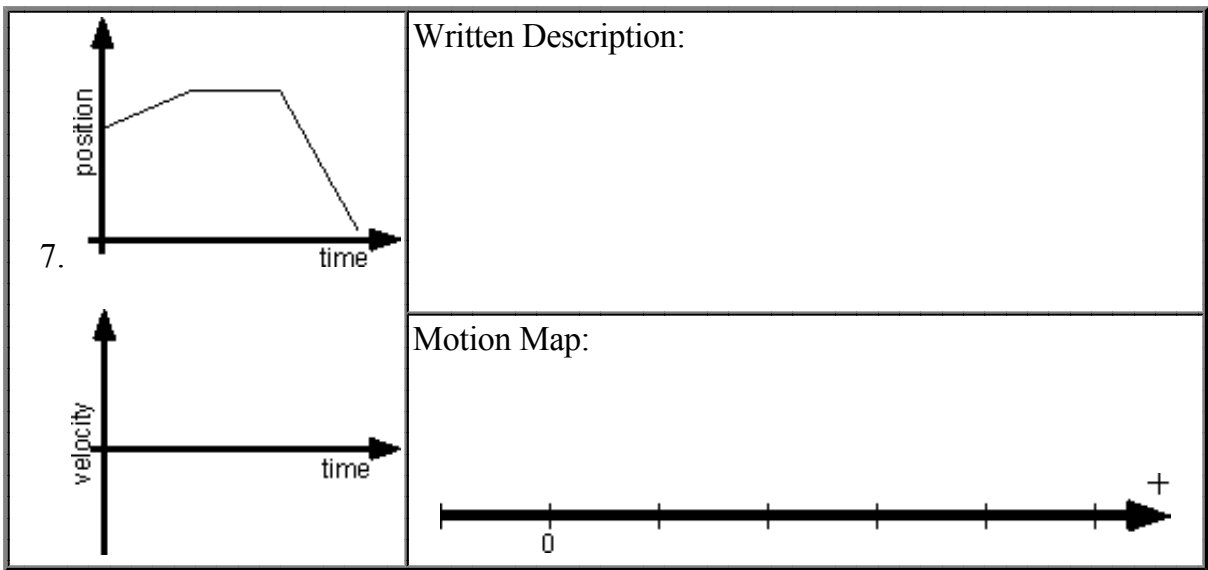 position
7.
time
velocity
time
Written Description:
Motion Map:
+
0